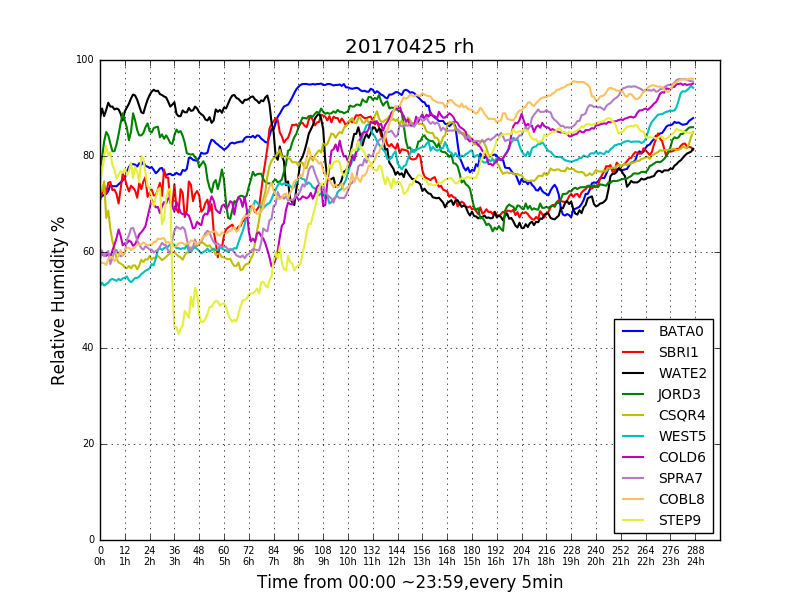 20170425 rh
100
80
60
40
20
0
Relative Humidity %
BATA0
SBRI1
WATE2
JORD3
CSQR4
WEST5
COLD6
SPRA7
COBL8
STEP9
0 12 24 36 48 60 72 84 96 108 120 132 144 156 168 180 192 204 216 228 240 252 264 276 288
0h 1h 2h 3h 4h 5h 6h 7h 8h 9h 10h 11h 12h 13h 14h 15h 16h 17h 18h 19h 20h 21h 22h 23h 24h
Time from 00:00 ~23:59,every 5min